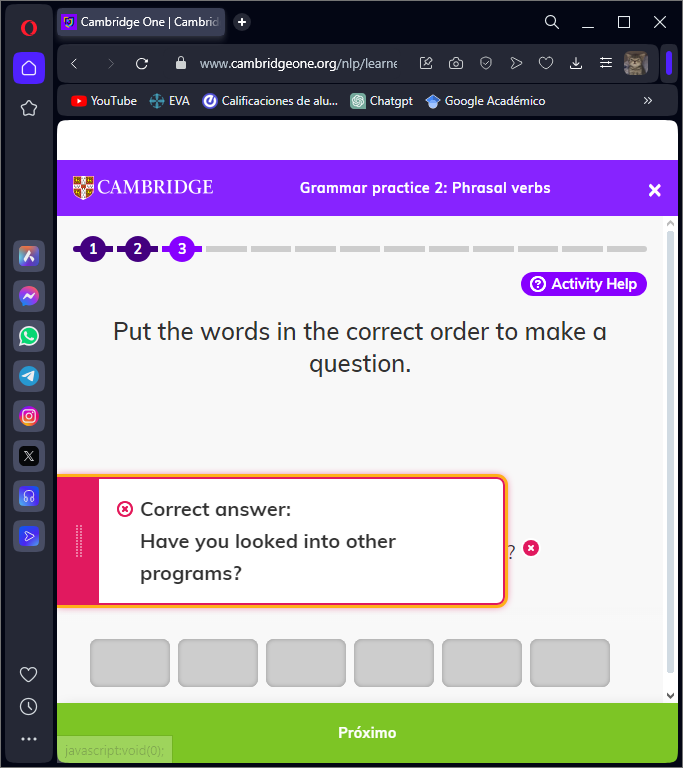 Cambridge One | Cambrid
www.cambridgeone.org/nlp/learne
YouTube EVA Calificaciones de alu... Chatgpt Google Académico
CAMBRIDGE
Grammar practice 2: Phrasal verbs
1 2 3
Activity Help
Put the words in the correct order to make a
question.
Correct answer:
Have you looked into other
programs?
?
Próximo
javascript:void(0);